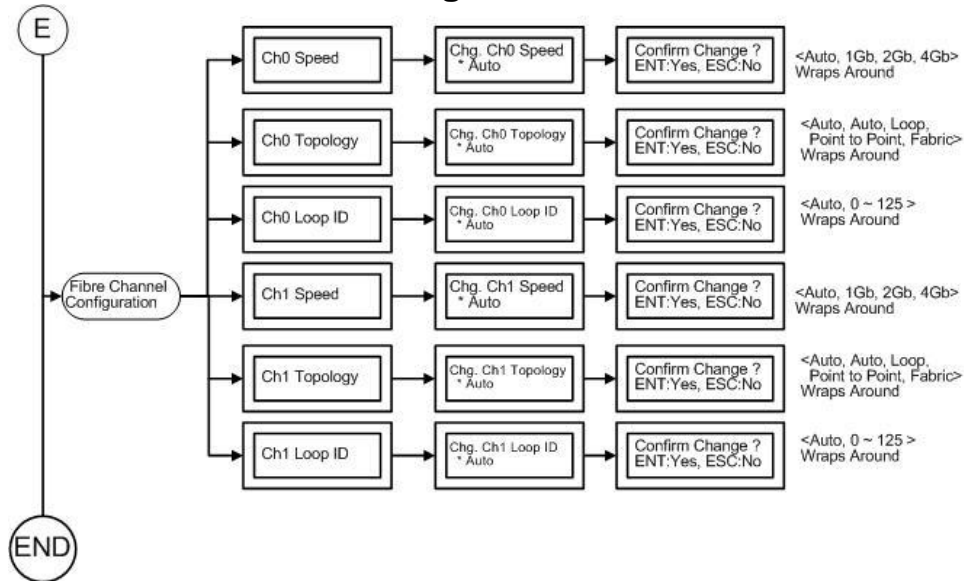 E
Ch0 Speed
Chg. Ch0 Speed
* Auto
Confirm Change ?
ENT:Yes, ESC:No
<Auto, 1Gb, 2Gb, 4Gb>
Wraps Around
Ch0 Topology
Chg. Ch0 Topology
* Auto
Confirm Change ?
ENT:Yes, ESC:No
<Auto, Auto, Loop,
Point to Point, Fabric>
Wraps Around
Ch0 Loop ID
Chg. Ch0 Loop ID
* Auto
Confirm Change ?
ENT:Yes, ESC:No
<Auto, 0 ~ 125 >
Wraps Around
Fibre Channel
Configuration
Ch1 Speed
Chg. Ch1 Speed
* Auto
Confirm Change ?
ENT:Yes, ESC:No
<Auto, 1Gb, 2Gb, 4Gb>
Wraps Around
Ch1 Topology
Chg. Ch1 Topology
* Auto
Confirm Change ?
ENT:Yes, ESC:No
<Auto, Auto, Loop,
Point to Point, Fabric>
Wraps Around
Ch1 Loop ID
Chg. Ch1 Loop ID
* Auto
Confirm Change ?
ENT:Yes, ESC:No
<Auto, 0 ~ 125 >
Wraps Around
END